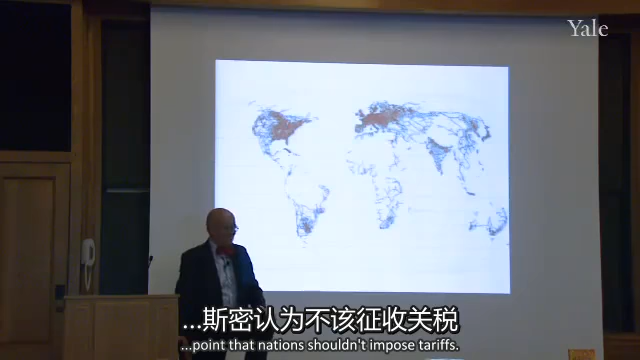 Yale
...斯密认为不该征收关税
...point that nations shouldn't impose tariffs.